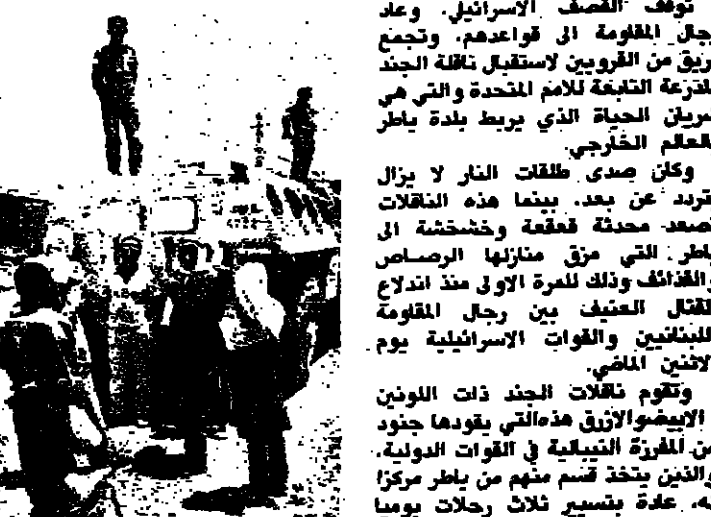 توقف القصف الاسرائيلي. وعاد
رجال المقاومة الى قواعدهم، وتجمع
فريق من القرويين لاستقبال ناقلة الجند
المدرعة التابعة للامم المتحدة والتي هي
شريان الحياة الذي يربط بلدة ياطر
بالعالم الخارجي.
وكان صدى طلقات النار لا يزال
يتردد عن بعد، بينما هذه الناقلات
تصعد محدثة قعقعة وخشخشة الى
ياطر التي مزق منازلها الرصاص
والقذائف وذلك للمرة الاولى منذ اندلاع
القتال العنيف بين رجال المقاومة
اللبنانيين والقوات الاسرائيلية يوم
الاثنين الماضي.
وتقوم ناقلات الجند ذات اللونين
الابيض والازرق هذه التي يقودها جنود
من المفرزة النيبالية في القوات الدولية،
والذين يتخذ قسم منهم من ياطر مركزا
له، عادة بتسيير ثلاث رحلات يوميا